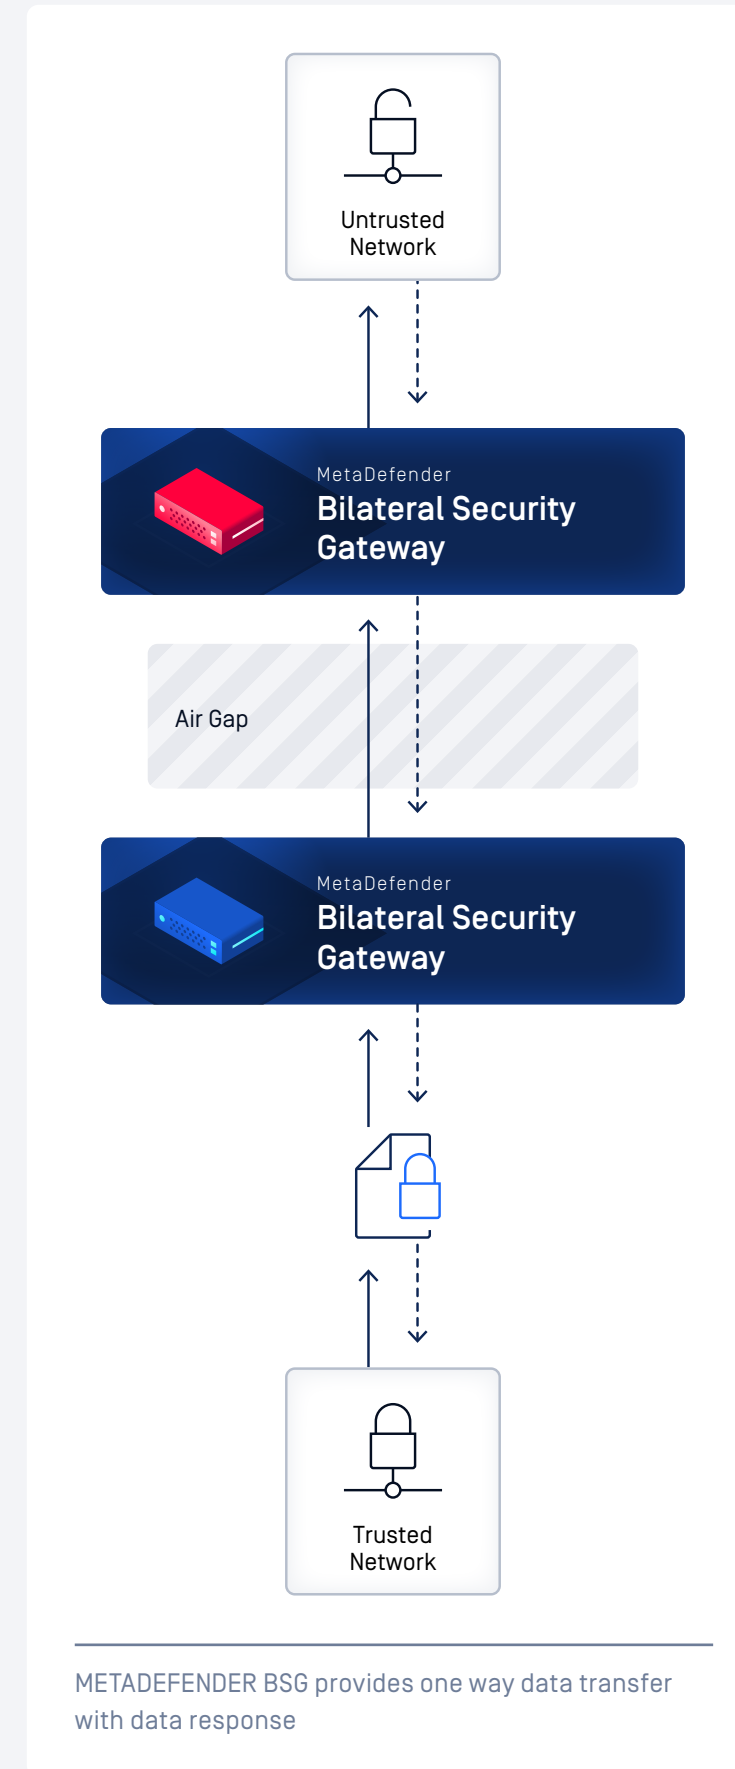 Untrusted
Network
MetaDefender
Bilateral Security
Gateway
Air Gap
MetaDefender
Bilateral Security
Gateway
Trusted
Network
METADEFENDER BSG provides one way data transfer
with data response